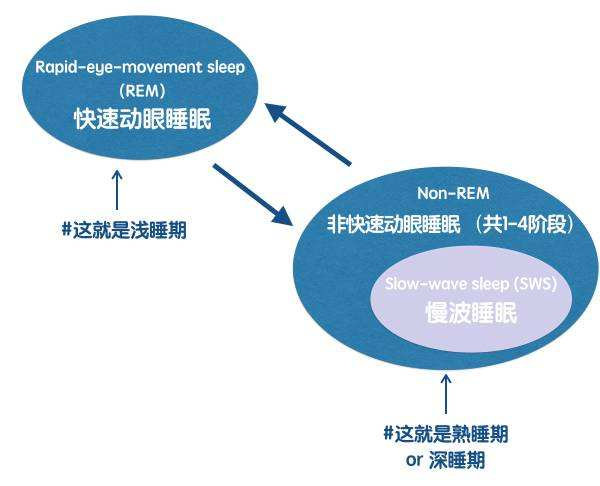 Rapid-eye-movement sleep
(REM)
快速动眼睡眠
#这就是浅睡期
Non-REM
非快速动眼睡眠 （共1-4阶段）
Slow-wave sleep (SWS)
慢波睡眠
#这就是熟睡期
or 深睡期